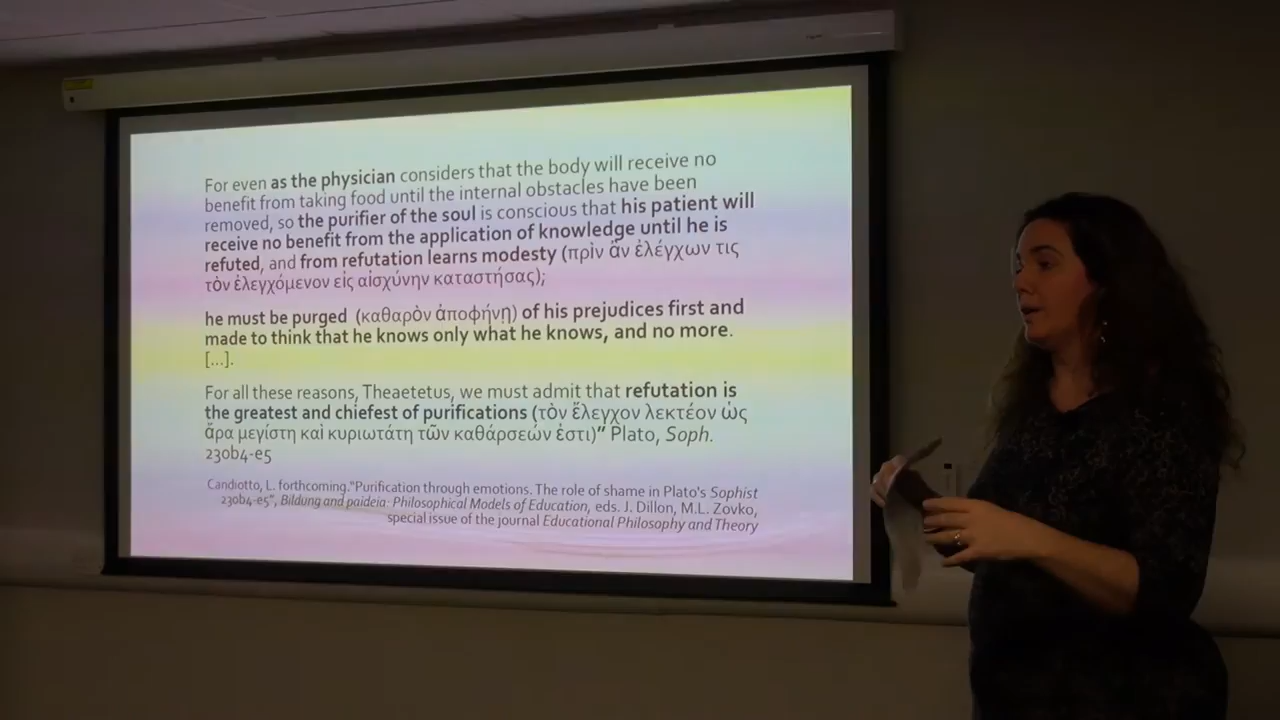 For even as the physician considers that the body will receive no
benefit from taking food until the internal obstacles have been
removed, so the purifier of the soul is conscious that his patient will
receive no benefit from the application of knowledge until he is
refuted, and from refutation learns modesty (πρὶν ἂν ἐλέγχων τις
τὸν ἐλεγχόμενον εἰς αἰσχύνην καταστήσας);
he must be purged (καθαρὸν ἀποφήνῃ) of his prejudices first and
made to think that he knows only what he knows, and no more.
[...].
For all these reasons, Theaetetus, we must admit that refutation is
the greatest and chiefest of purifications (τὸν ἔλεγχον λεκτέον ὡς
ἄρα μεγίστη καὶ κυριωτάτη τῶν καθάρσεών ἐστι)” Plato, Soph.
230b4-e5
Candiotto, L. forthcoming."Purification through emotions. The role of shame in Plato's Sophist
230b4-e5", Bildung and paideia: Philosophical Models of Education, eds. J. Dillon, M.L. Zovko,
special issue of the journal Educational Philosophy and Theory